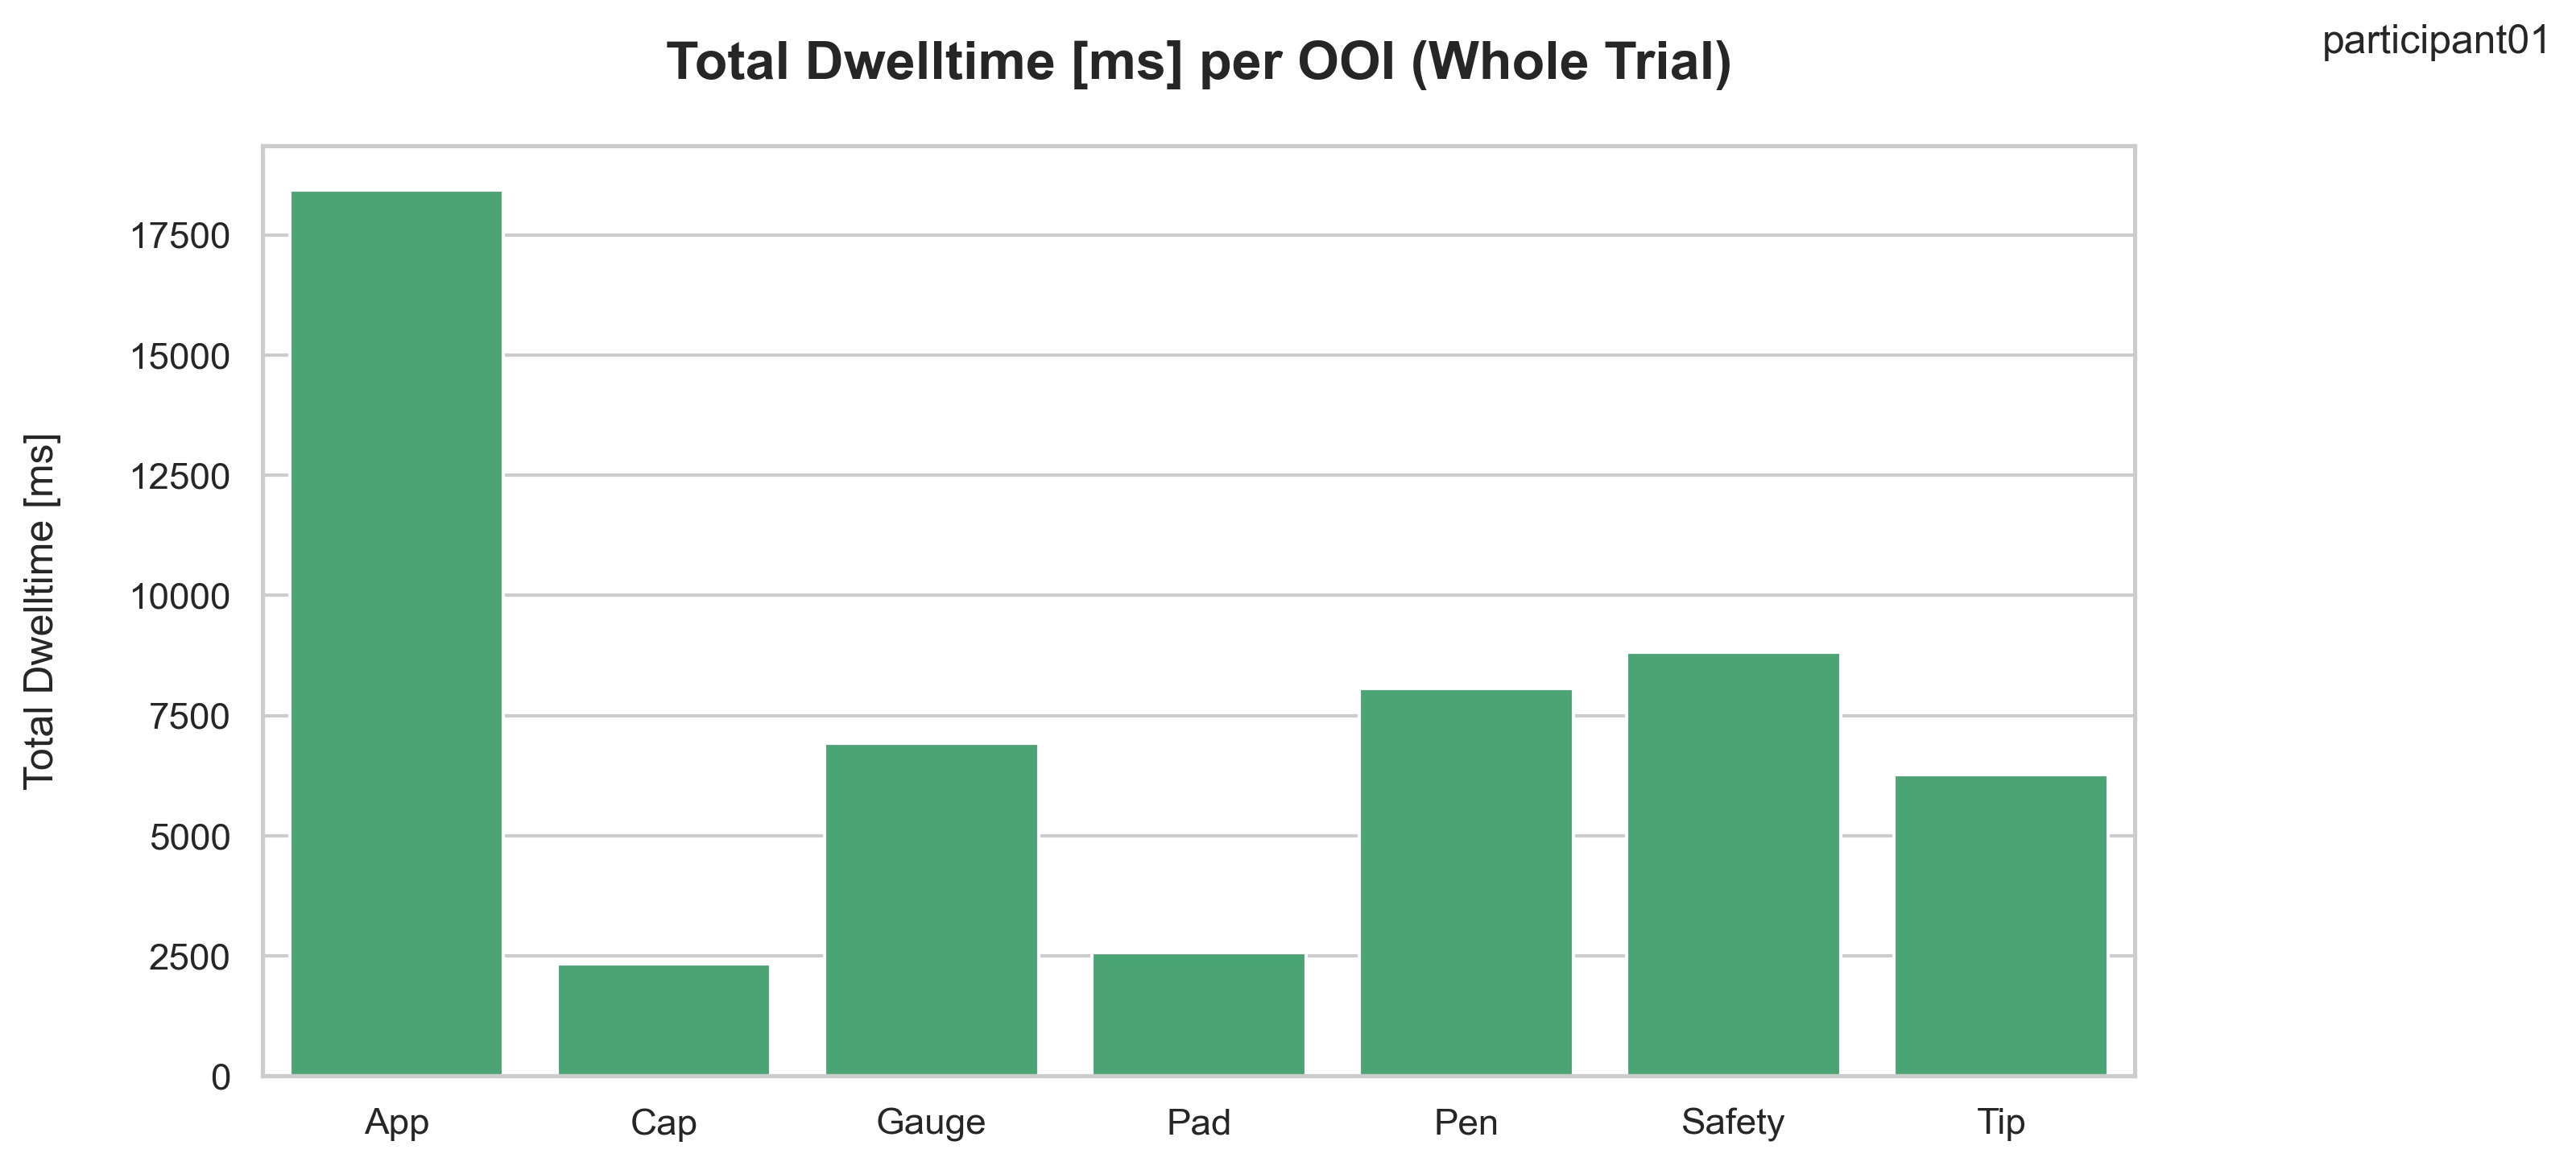 participant01
Total Dwelltime [ms] per OOI (Whole Trial)
Total Dwelltime [ms]
17500
15000
12500
10000
7500
5000
2500
0
App Cap Gauge Pad Pen Safety Tip